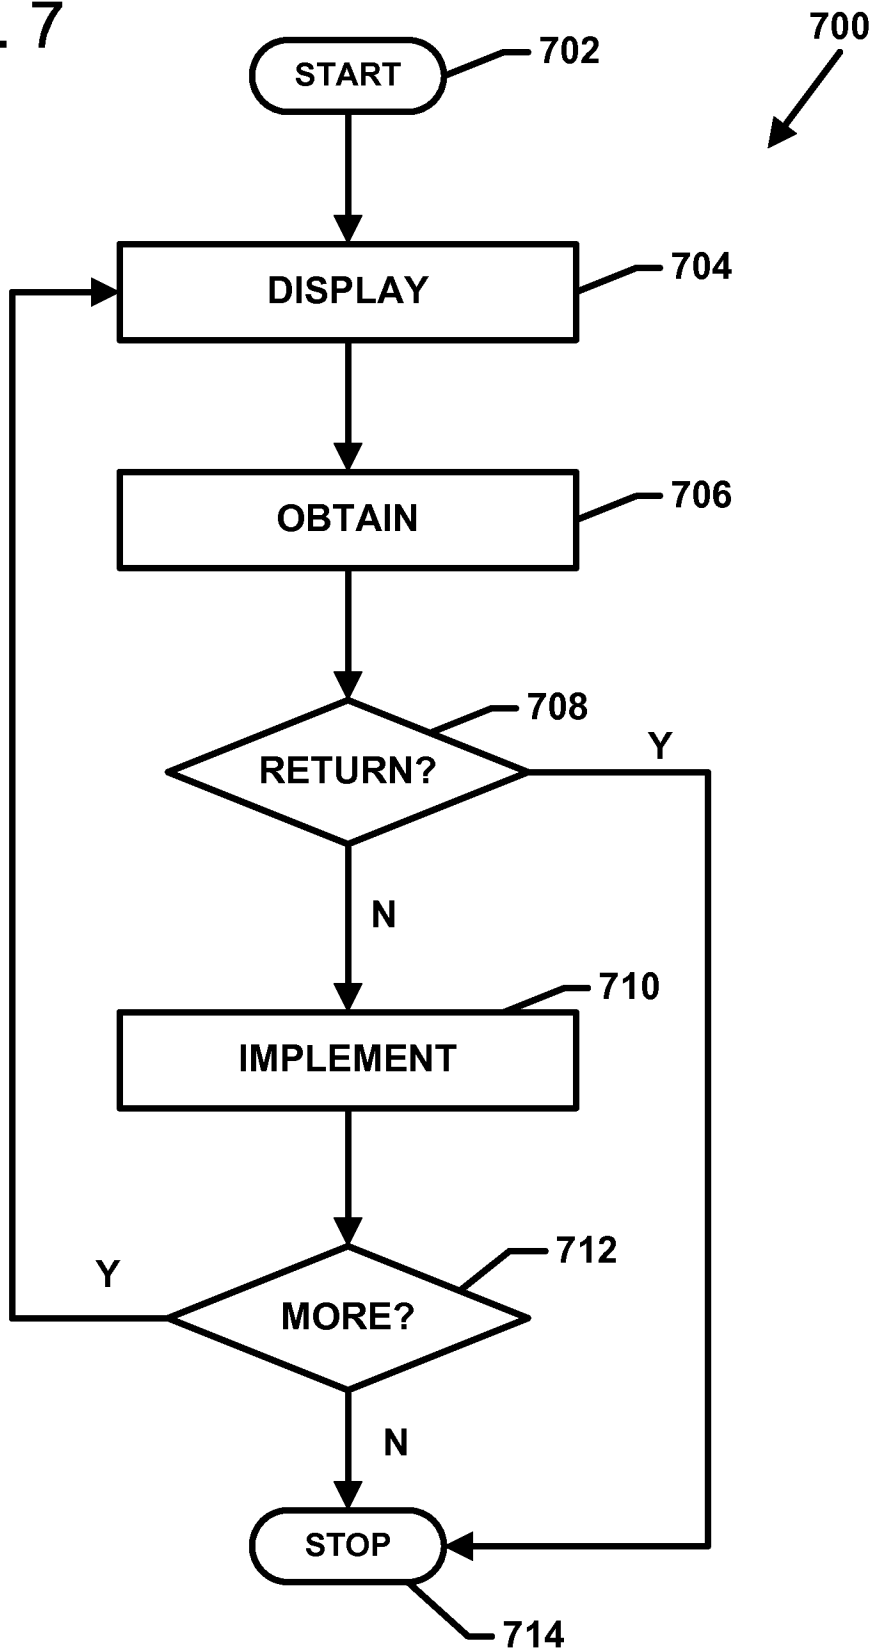 . 7
700
START
702
DISPLAY
704
OBTAIN
706
708
RETURN?
Y
N
710
IMPLEMENT
712
Y
MORE?
N
STOP
714